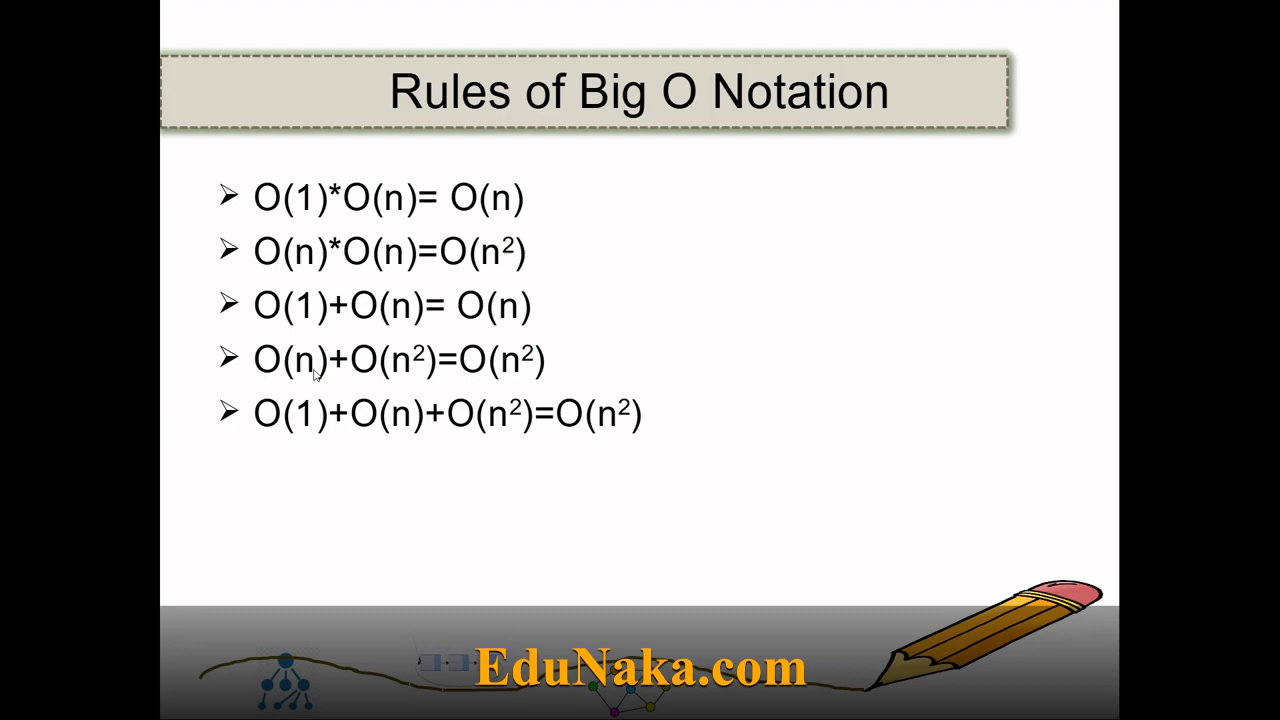 Rules of Big O Notation
O(1)*O(n)= O(n)
O(n)*O(n)=O(n²)
O(1)+O(n)= O(n)
O(n)+O(n²)=O(n²)
O(1)+O(n)+O(n²)=O(n²)
EduNaka.com